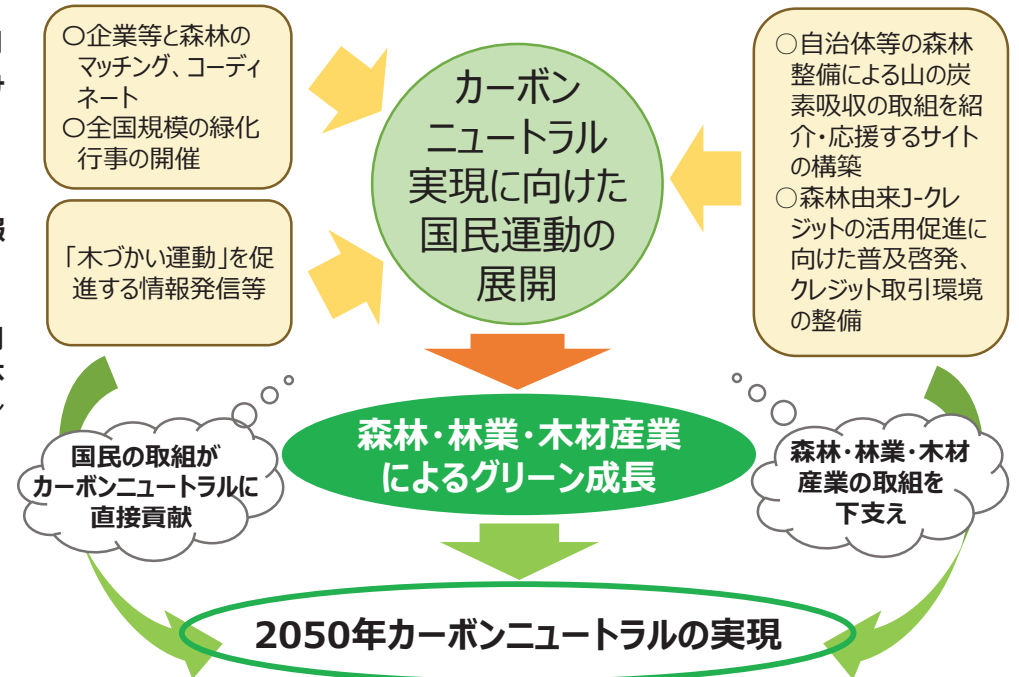 〇企業等と森林の
マッチング、コーディ
ネート
〇全国規模の緑化
行事の開催
「木づかい運動」を促
進する情報発信等
カーボン
ニュートラル
実現に向けた
国民運動の
展開
○自治体等の森林
整備による山の炭
素吸収の取組を紹
介・応援するサイト
の構築
○森林由来J-クレ
ジットの活用促進に
向けた普及啓発、
クレジット取引環境
の整備
国民の取組が
カーボンニュートラルに
直接貢献
森林・林業・木材産業
によるグリーン成長
森林・林業・木材
産業の取組を
下支え
2050年カーボンニュートラルの実現